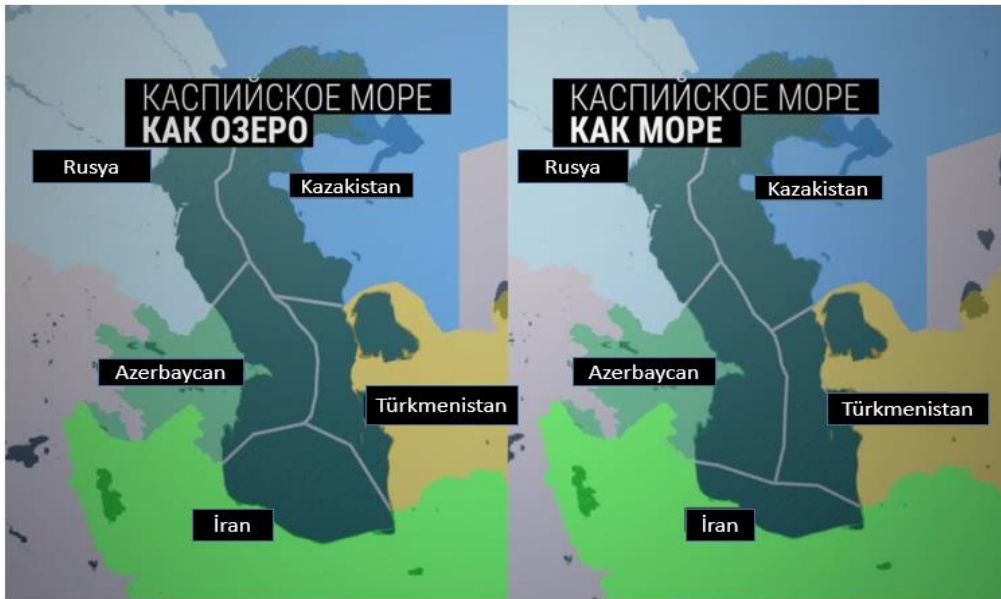 КАСПИЙСКОЕ МОРЕ
КАК ОЗЕРО
Rusya
Kazakistan
Azerbaycan
Türkmenistan
İran
КАСПИЙСКОЕ МОРЕ
КАК МОРЕ
Rusya
Kazakistan
Azerbaycan
Türkmenistan
İran